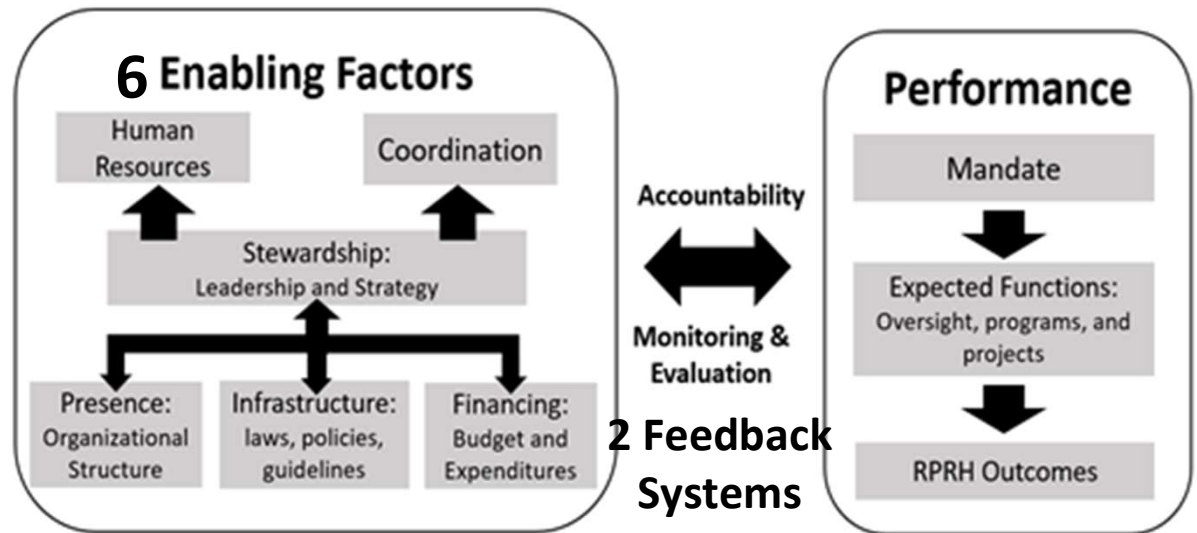 6 Enabling Factors
Human
Resources
Coordination
Stewardship:
Leadership and Strategy
Presence:
Organizational
Structure
Infrastructure:
laws, policies,
guidelines
Financing:
Budget and
Expenditures
Accountability
Monitoring &
Evaluation
2 Feedback
Systems
Performance
Mandate
Expected Functions:
Oversight, programs, and
projects
RPRH Outcomes